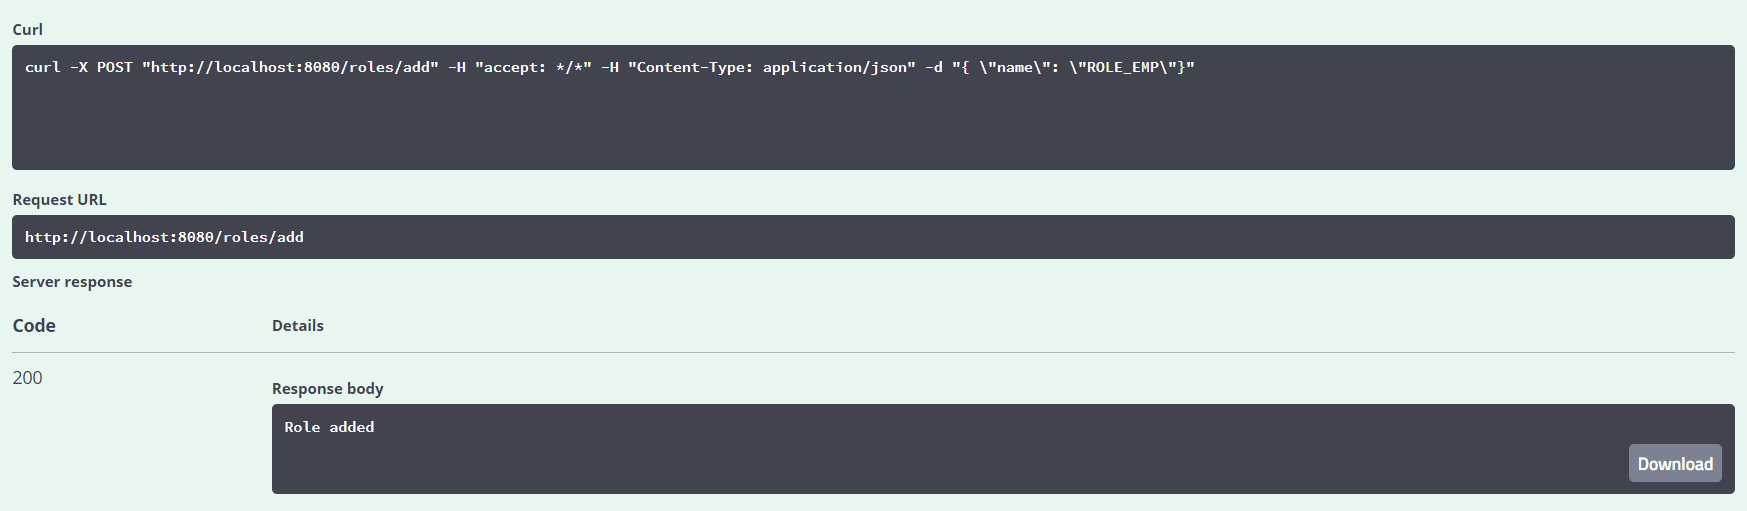 Curl
curl -X POST "http://localhost:8080/roles/add" -H "accept: */*" -H "Content-Type: application/json" -d "{ \"name\": \"ROLE_EMP\"}"
Request URL
http://localhost:8080/roles/add
Server response
Code Details
200
Response body
Role added
Download